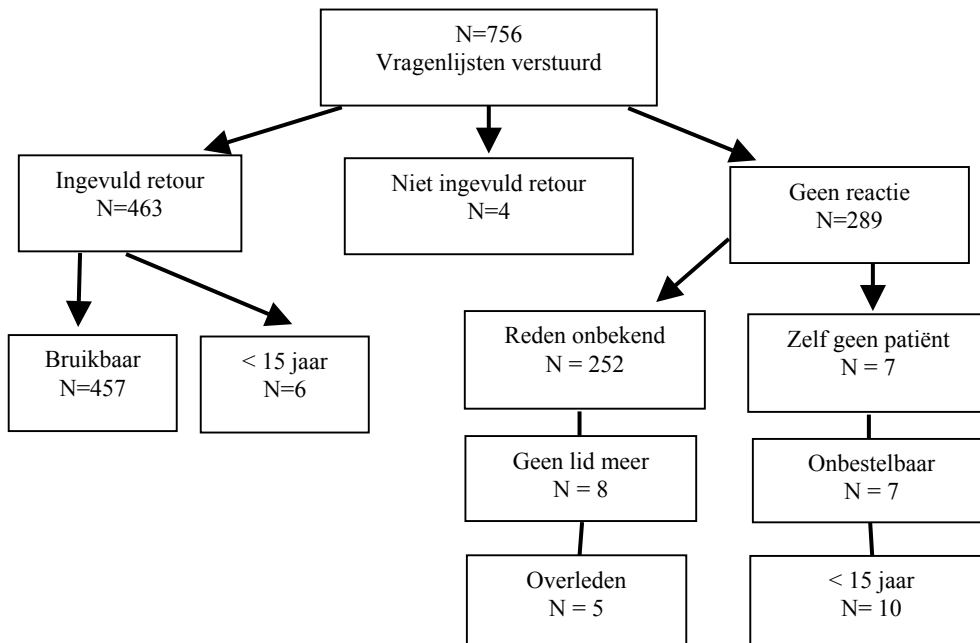 N=756
Vragenlijsten verstuurd
Ingevuld retour
N=463
Niet ingevuld retour
N=4
Geen reactie
N=289
Bruikbaar
N=457
< 15 jaar
N=6
Reden onbekend
N = 252
Zelf geen patiënt
N = 7
Geen lid meer
N = 8
Onbestelbaar
N = 7
Overleden
N = 5
< 15 jaar
N= 10